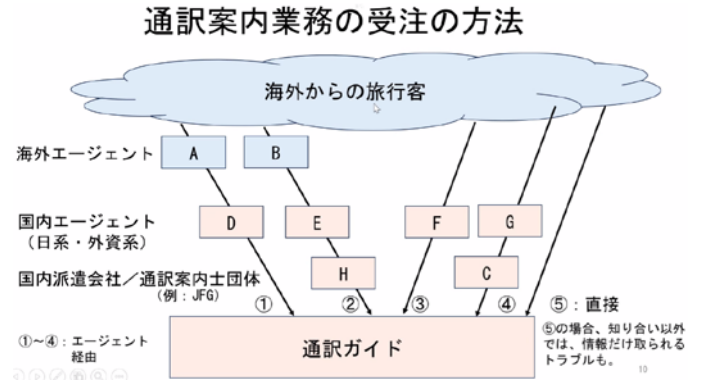 通訳案内業務の受注の方法
海外からの旅行客
海外エージェント
A
B
国内エージェント
（日系・外資系）
D
E
F
G
国内派遣会社／通訳案内士団体
（例：JFG）
H
C
①
②
③
④
⑤：直接
①～④：エージェント
経由
通訳ガイド
⑤の場合、知り合い以外
では、情報だけ取られる
トラブルも。
10